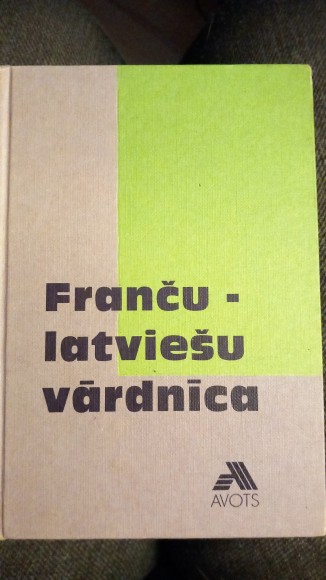 Franču -
latviešu
vārdnīca
AVOTS